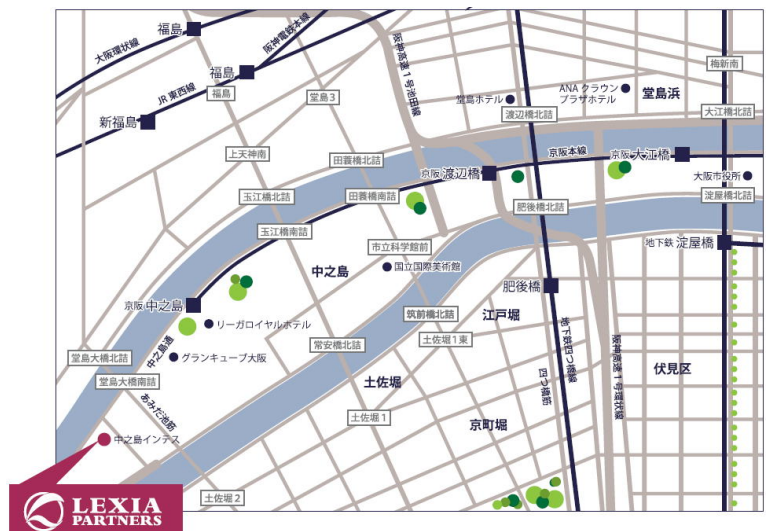 福島
大阪環状線
阪神電鉄本線
福島
JR東西線
福島
新福島
堂島3
阪神高速1号池田線
上天神南
堂島ホテル
ANAクラウン
プラザホテル
堂島浜
梅新南
渡辺橋北詰
大江橋北詰
田蓑橋北詰
京阪 渡辺橋
京阪本線
京阪 大江橋
大阪市役所
玉江橋北詰
田蓑橋南詰
淀屋橋北詰
肥後橋北詰
玉江橋南詰
市立科学館前
地下鉄 淀屋橋
中之島
国立国際美術館
肥後橋
京阪 中之島
リーガロイヤルホテル
筑前橋北詰
江戸堀
土佐堀1東
常安橋北詰
堂島大橋北詰
中之島通
グランキューブ大阪
堂島大橋南詰
土佐堀
地下鉄四つ橋線
四つ橋筋
阪神高速1号環状線
伏見区
あみだ池筋
土佐堀1
京町堀
中之島インテス
土佐堀2
LEXIA
PARTNERS